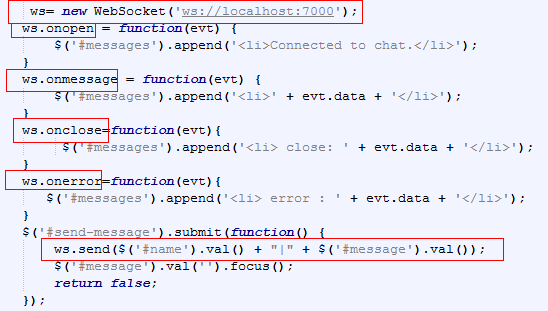 ws= new WebSocket('ws://localhost:7000');
ws.onopen = function(evt) {
$('#messages').append('<li>Connected to chat.</li>');
}
ws.onmessage = function(evt) {
$('#messages').append('<li>' + evt.data + '</li>');
}
ws.onclose=function(evt){
$('#messages').append('<li> close: ' + evt.data + '</li>');
}
ws.onerror=function(evt){
$('#messages').append('<li> error : ' + evt.data + '</li>');
}
$('#send-message').submit(function() {
ws.send($('#name').val() + "|" + $('#message').val());
$('#message').val('').focus();
return false;
});